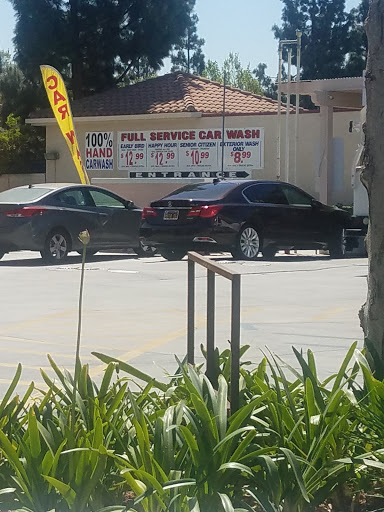 CAR
100%
HAND
CARWASH
FULL SERVICE CAR WASH
EARLY BIRD
$12.99
HAPPY HOUR
$12.99
SENIOR CITIZEN
$10.99
EXTERIOR WASH
ONLY
$8.99
ENTRANCE